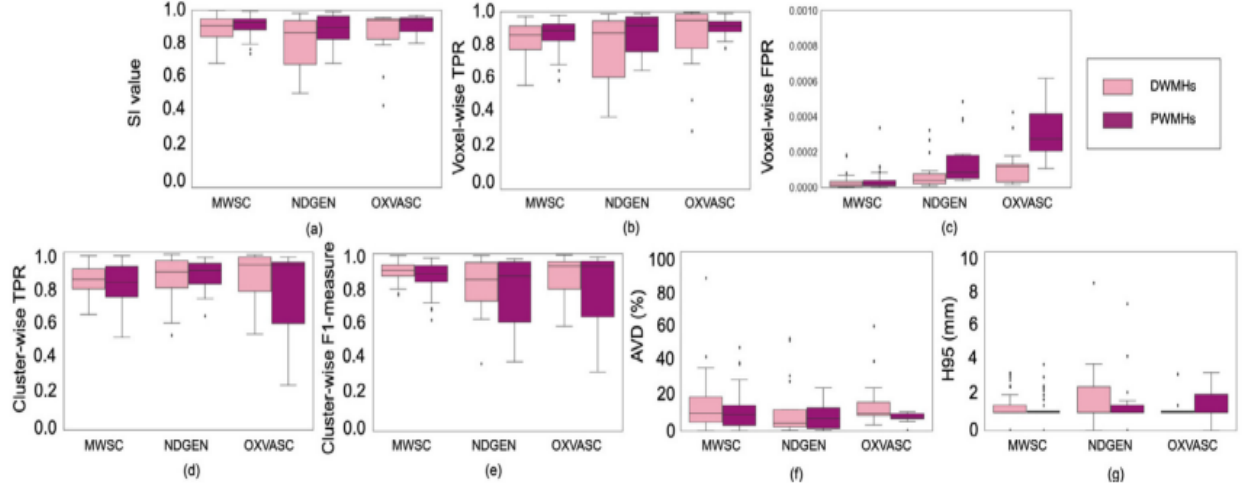 SI value
1.0
0.8
0.6
0.4
0.2
0.0
MWSC NDGEN OXVASC
(a)
Voxel-wise TPR
1.0
0.8
0.6
0.4
0.2
0.0
MWSC NDGEN OXVASC
(b)
Voxel-wise FPR
0.0010
0.0008
0.0006
0.0004
0.0002
0.0000
MWSC NDGEN OXVASC
(c)
DWMHs
PWMHs
Cluster-wise TPR
1.0
0.8
0.6
0.4
0.2
0.0
MWSC NDGEN OXVASC
(d)
Cluster-wise F1-measure
1.0
0.8
0.6
0.4
0.2
0.0
MWSC NDGEN OXVASC
(e)
AVD (%)
100
80
60
40
20
0
MWSC NDGEN OXVASC
(f)
H95 (mm)
10
8
6
4
2
0
MWSC NDGEN OXVASC
(g)